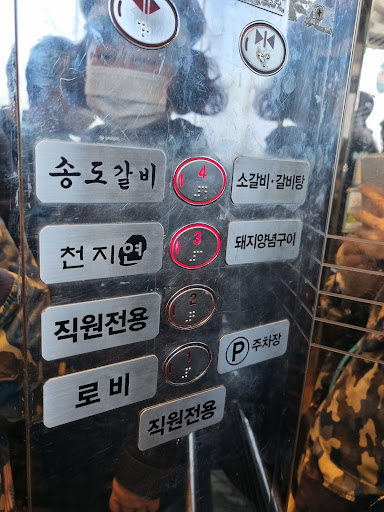 송도갈비 4 소갈비·갈비탕
천지연 3 돼지양념구이
직원전용 2
로비 1 P 주차장
직원전용